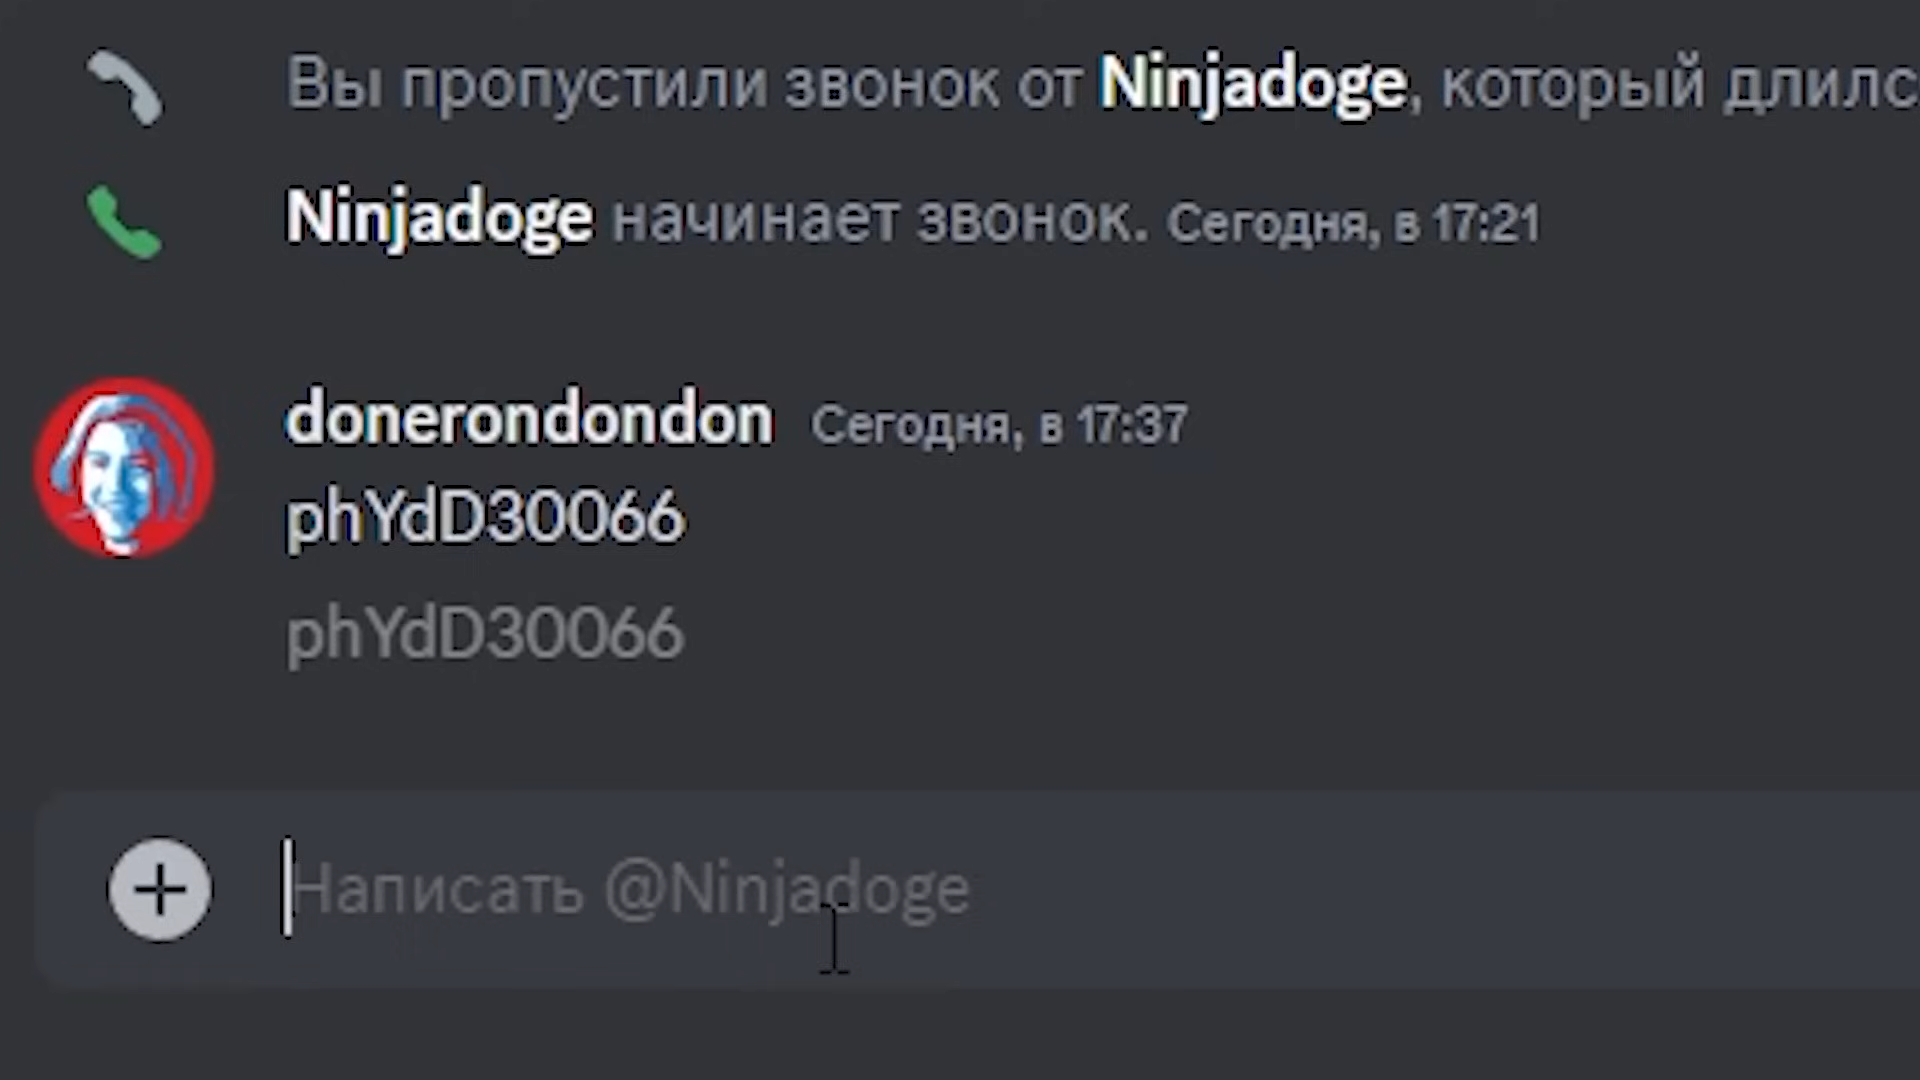 Вы пропустили звонок от Ninjadoge, который длилс
Ninjadoge начинает звонок. Сегодня, в 17:21
donerondondon Сегодня, в 17:37
phYdD30066
phYdD30066
Написать @Ninjadoge